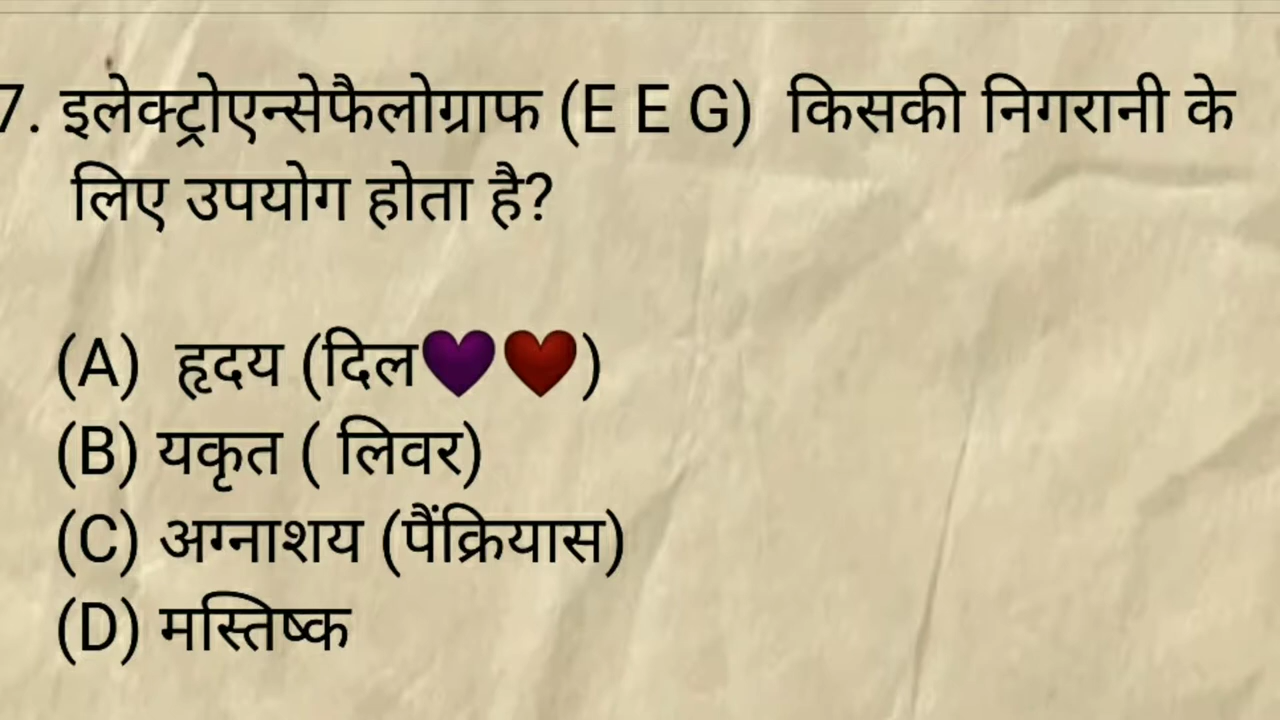 7. इलेक्ट्रोएन्सेफैलोग्राफ (E E G) किसकी निगरानी के
लिए उपयोग होता है?
(A) हृदय (दिल💜❤️)
(B) यकृत ( लिवर)
(C) अग्नाशय (पैंक्रियास)
(D) मस्तिष्क